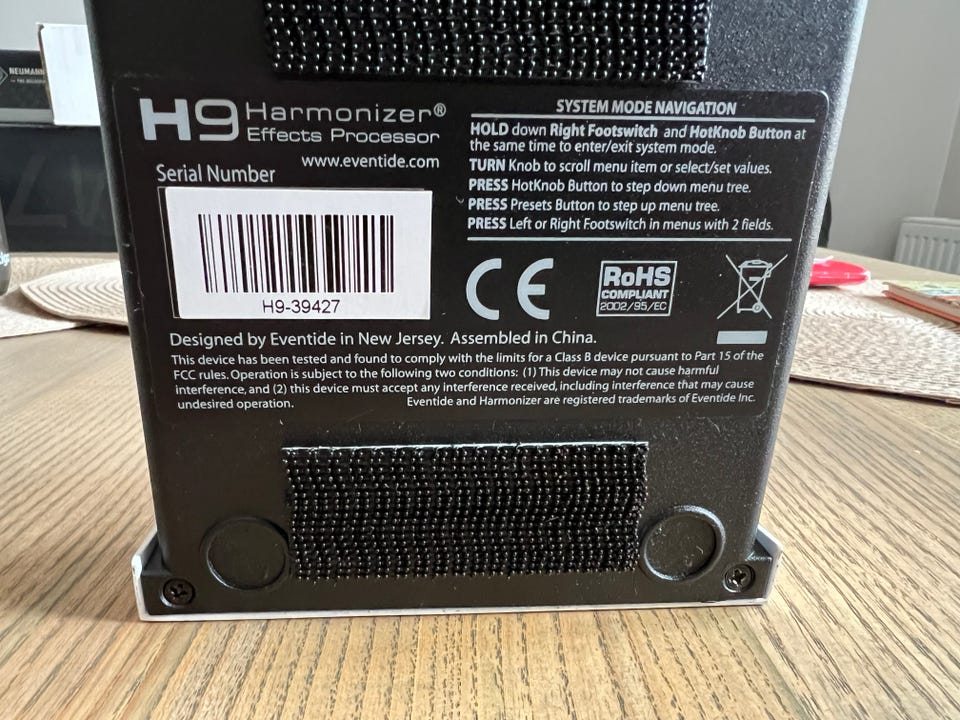 NEUMANN
H9 Harmonizer®
Effects Processor
www.eventide.com
Serial Number
H9-39427
SYSTEM MODE NAVIGATION
HOLD down Right Footswitch and HotKnob Button at
the same time to enter/exit system mode.
TURN Knob to scroll menu item or select/set values.
PRESS HotKnob Button to step down menu tree.
PRESS Presets Button to step up menu tree.
PRESS Left or Right Footswitch in menus with 2 fields.
CE
RoHS
COMPLIANT
2002/95/EC
Designed by Eventide in New Jersey. Assembled in China.
This device has been tested and found to comply with the limits for a Class B device pursuant to Part 15 of the
FCC rules. Operation is subject to the following two conditions: (1) This device may not cause harmful
interference, and (2) this device must accept any interference received, including interference that may cause
undesired operation.
Eventide and Harmonizer are registered trademarks of Eventide Inc.